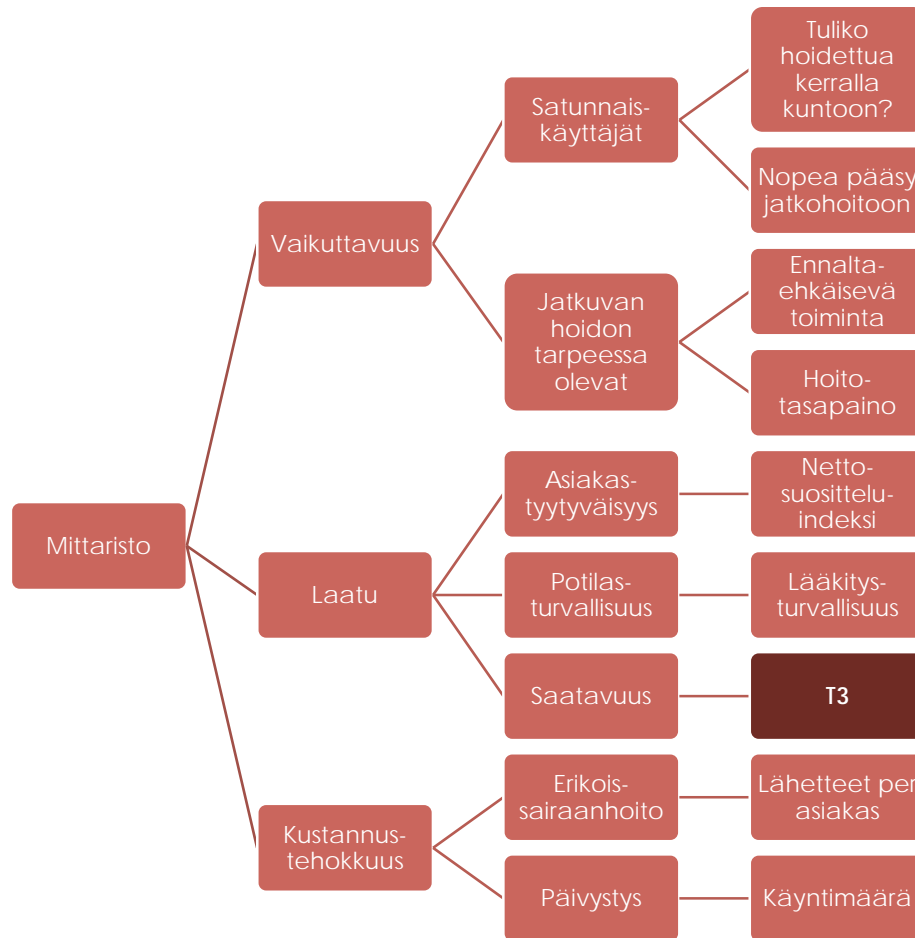 Mittaristo
Vaikuttavuus
Satunnais-
käyttäjät
Tuliko
hoidettua
kerralla
kuntoon?
Nopea pääsy
jatkohoitoon
Jatkuvan
hoidon
tarpeessa
olevat
Ennalta-
ehkäisevä
toiminta
Hoito-
tasapaino
Laatu
Asiakas-
tyytyväisyys
Netto-
suosittelu-
indeksi
Potilas-
turvallisuus
Lääkitys-
turvallisuus
Saatavuus
T3
Kustannus-
tehokkuus
Erikois-
sairaanhoito
Lähetteet per
asiakas
Päivystys
Käyntimäärä